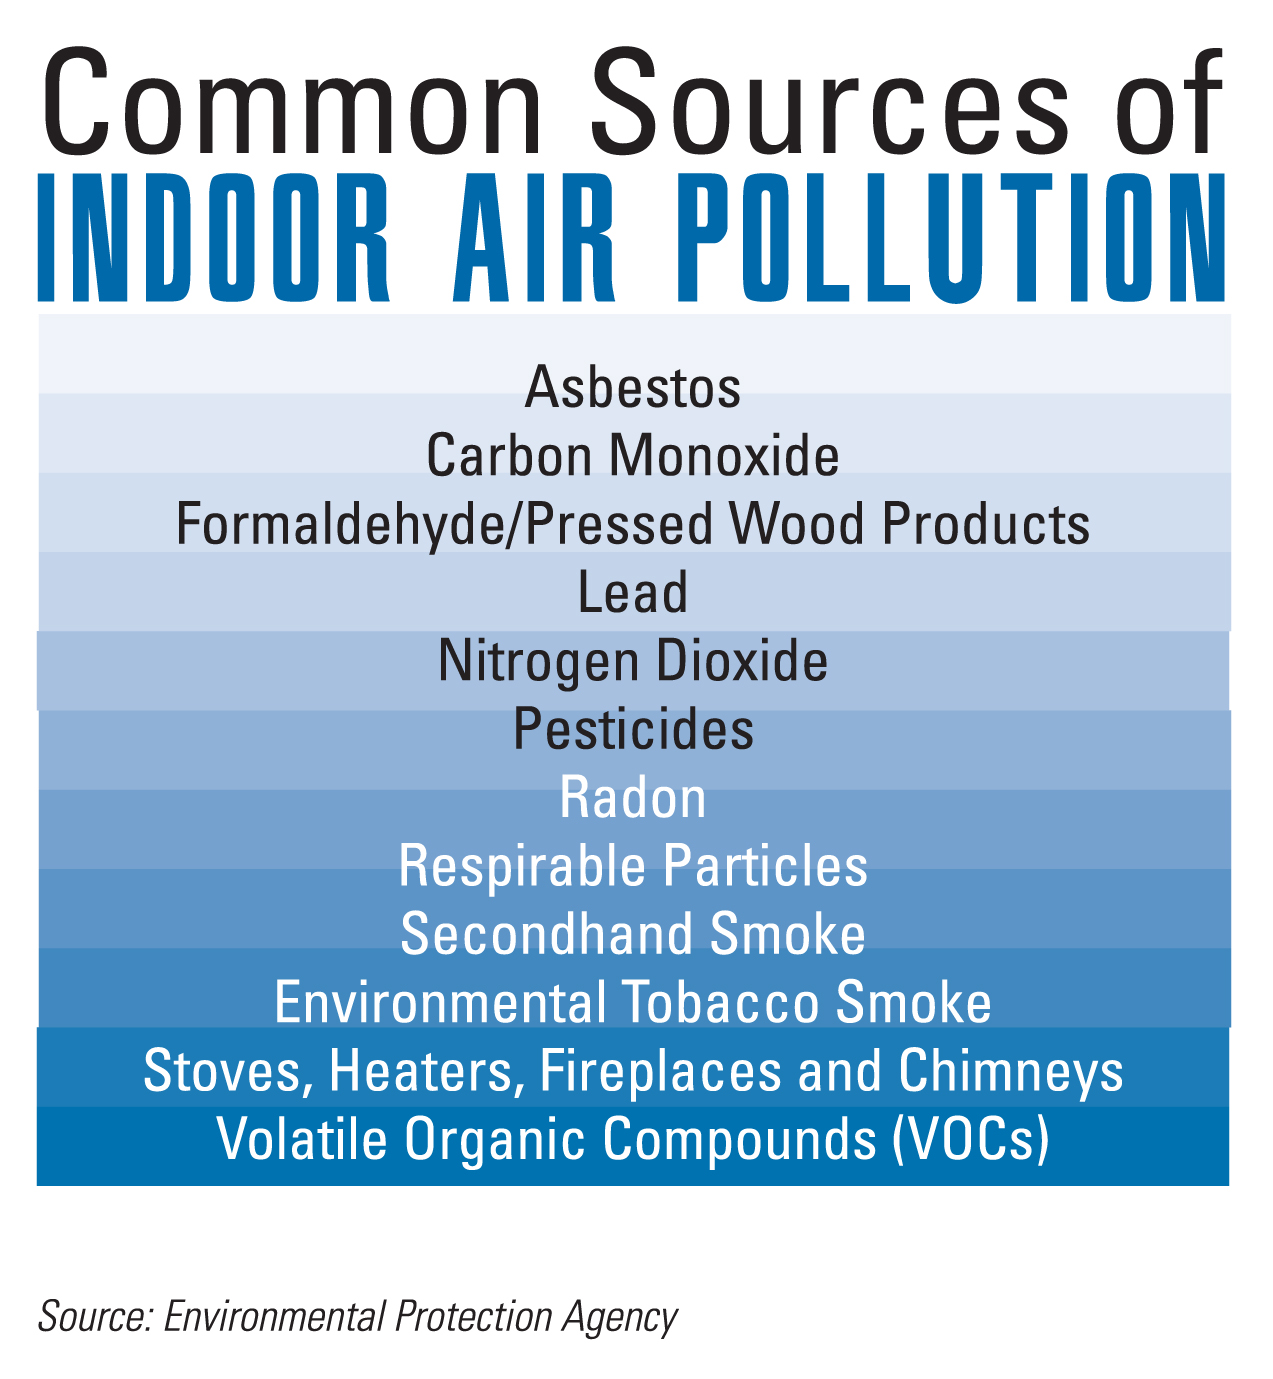 Common Sources of
INDOOR AIR POLLUTION
Asbestos
Carbon Monoxide
Formaldehyde/Pressed Wood Products
Lead
Nitrogen Dioxide
Pesticides
Radon
Respirable Particles
Secondhand Smoke
Environmental Tobacco Smoke
Stoves, Heaters, Fireplaces and Chimneys
Volatile Organic Compounds (VOCs)
Source: Environmental Protection Agency